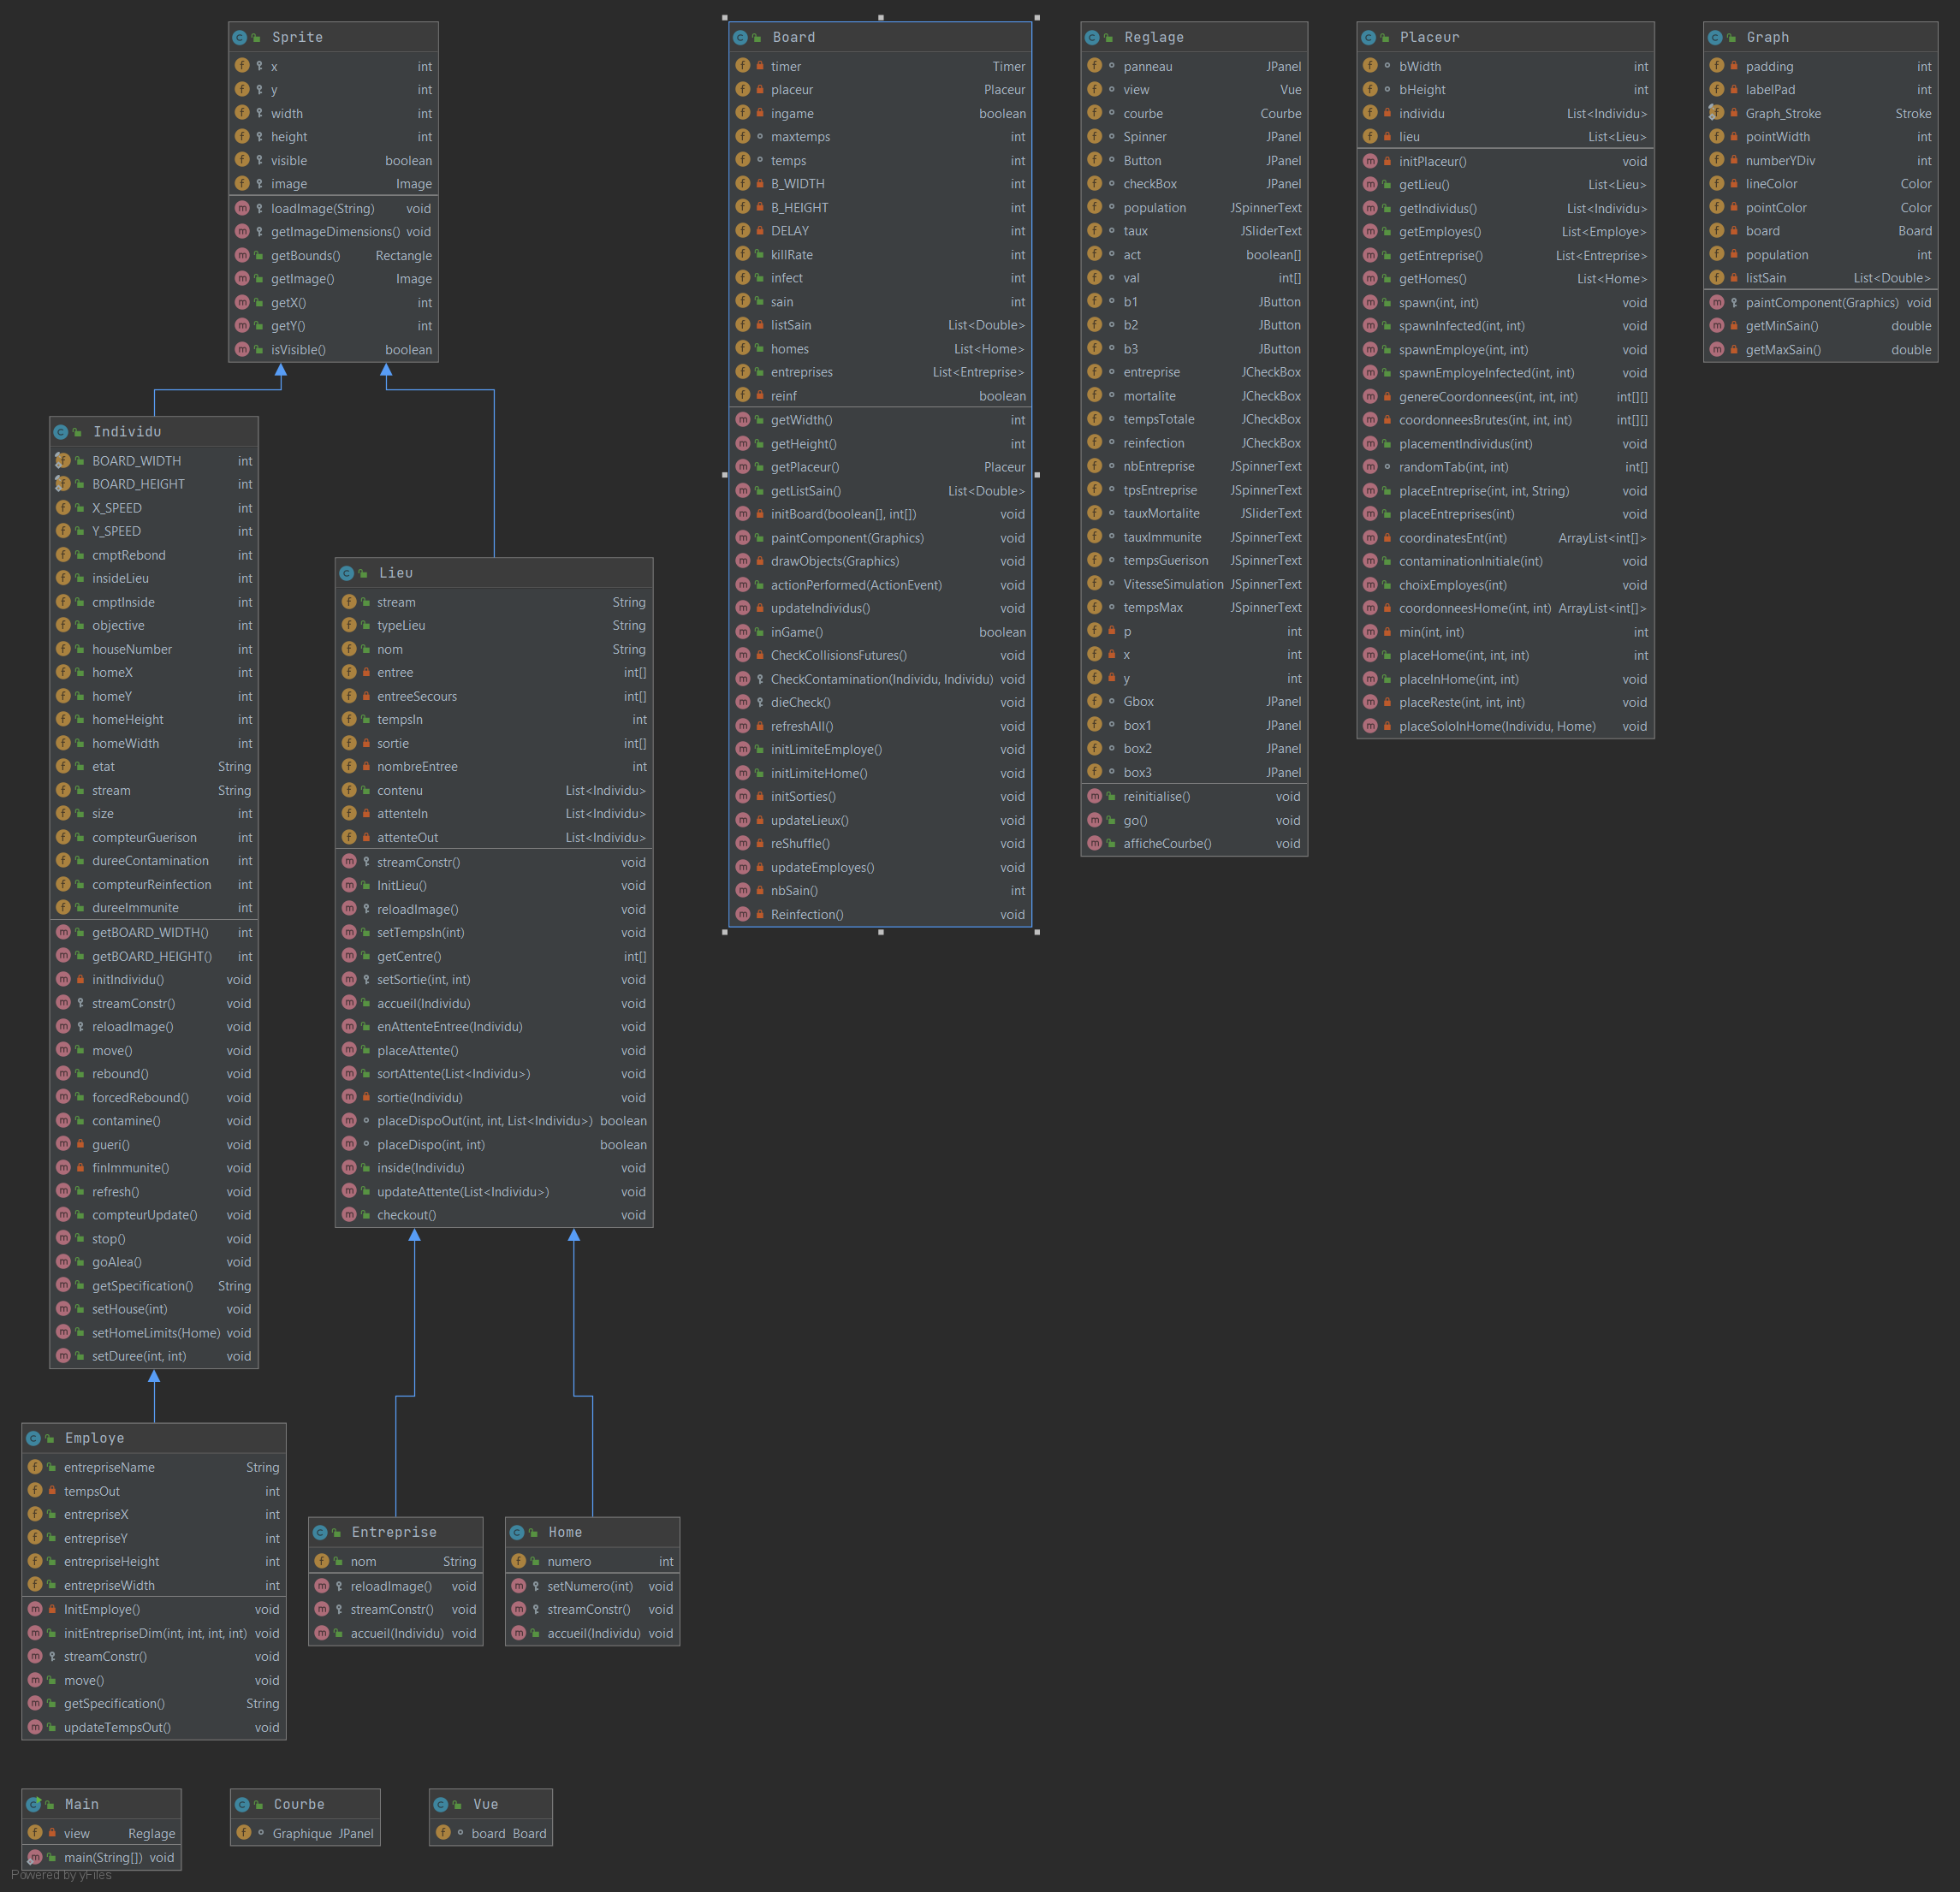 Sprite
x int
y int
width int
height int
visible boolean
image Image
loadImage(String) void
getImageDimensions() void
getBounds() Rectangle
getImage() Image
getX() int
getY() int
isVisible() boolean
Individu
BOARD_WIDTH int
BOARD_HEIGHT int
X_SPEED int
Y_SPEED int
cmptRebond int
insideLieu int
cmptInside int
objective int
houseNumber int
homeX int
homeY int
homeHeight int
homeWidth int
etat String
stream String
size int
compteurGuerison int
dureeContamination int
compteurReinfection int
dureeImmunite int
getBOARD_WIDTH() int
getBOARD_HEIGHT() int
initIndividu() void
streamConstr() void
reloadImage() void
move() void
rebound() void
forcedRebound() void
contamine() void
gueri() void
finImmunite() void
refresh() void
compteurUpdate() void
stop() void
goAlea() void
getSpecification() String
setHouse(int) void
setHomeLimits(Home) void
setDuree(int, int) void
Lieu
stream String
typeLieu String
nom String
entree int[]
entreeSecours int[]
tempsIn int
sortie int[]
nombreEntree int
contenu List<Individu>
attenteIn List<Individu>
attenteOut List<Individu>
streamConstr() void
InitLieu() void
reloadImage() void
setTempsIn(int) void
getCentre() int[]
setSortie(int, int) void
accueil(Individu) void
enAttenteEntree(Individu) void
placeAttente() void
sortAttente(List<Individu>) void
sortie(Individu) void
placeDispoOut(int, int, List<Individu>) boolean
placeDispo(int, int) boolean
inside(Individu) void
updateAttente(List<Individu>) void
checkout() void
Employe
entrepriseName String
tempsOut int
entrepriseX int
entrepriseY int
entrepriseHeight int
entrepriseWidth int
InitEmploye() void
initEntrepriseDim(int, int, int, int) void
streamConstr() void
move() void
getSpecification() String
updateTempsOut() void
Entreprise
nom String
reloadImage() void
streamConstr() void
accueil(Individu) void
Home
numero int
setNumero(int) void
streamConstr() void
accueil(Individu) void
Board
timer Timer
placeur Placeur
ingame boolean
maxtemps int
temps int
B_WIDTH int
B_HEIGHT int
DELAY int
killRate int
infect int
sain int
listSain List<Double>
homes List<Home>
entreprises List<Entreprise>
reinf boolean
getWidth() int
getHeight() int
getPlaceur() Placeur
getListSain() List<Double>
initBoard(boolean[], int[]) void
paintComponent(Graphics) void
drawObjects(Graphics) void
actionPerformed(ActionEvent) void
updateIndividus() void
inGame() boolean
CheckCollisionsFutures() void
CheckContamination(Individu, Individu) void
dieCheck() void
refreshAll() void
initLimiteEmploye() void
initLimiteHome() void
initSorties() void
updateLieux() void
reShuffle() void
updateEmployes() void
nbSain() int
Reinfection() void
Reglage
panneau JPanel
view Vue
courbe Courbe
Spinner JPanel
Button JPanel
checkBox JPanel
population JSpinnerText
taux JSliderText
act boolean[]
val int[]
b1 JButton
b2 JButton
b3 JButton
entreprise JCheckBox
mortalite JCheckBox
tempsTotale JCheckBox
reinfection JCheckBox
nbEntreprise JSpinnerText
tpsEntreprise JSpinnerText
tauxMortalite JSliderText
tauxImmunite JSpinnerText
tempsGuerison JSpinnerText
VitesseSimulation JSpinnerText
tempsMax JSpinnerText
p int
x int
y int
Gbox JPanel
box1 JPanel
box2 JPanel
box3 JPanel
reinitialise() void
go() void
afficheCourbe() void
Placeur
bWidth int
bHeight int
individu List<Individu>
lieu List<Lieu>
initPlaceur() void
getLieu() List<Lieu>
getIndividus() List<Individu>
getEmployes() List<Employe>
getEntreprise() List<Entreprise>
getHomes() List<Home>
spawn(int, int) void
spawnInfected(int, int) void
spawnEmploye(int, int) void
spawnEmployeInfected(int, int) void
genereCoordonnees(int, int, int) int[][]
coordonneesBrutes(int, int, int) int[][]
placementIndividus(int) void
randomTab(int, int) int[]
placeEntreprise(int, int, String) void
placeEntreprises(int) void
coordinatesEnt(int) ArrayList<int[]>
contaminationInitiale(int) void
choixEmployes(int) void
coordonneesHome(int, int) ArrayList<int[]>
min(int, int) int
placeHome(int, int, int) int
placeInHome(int, int) void
placeReste(int, int, int) void
placeSoloInHome(Individu, Home) void
Graph
padding int
labelPad int
Graph_Stroke Stroke
pointWidth int
numberYDiv int
lineColor Color
pointColor Color
board Board
population int
listSain List<Double>
paintComponent(Graphics) void
getMinSain() double
getMaxSain() double
Main
view Reglage
main(String[]) void
Courbe
Graphique JPanel
Vue
board Board
Powered by yFiles